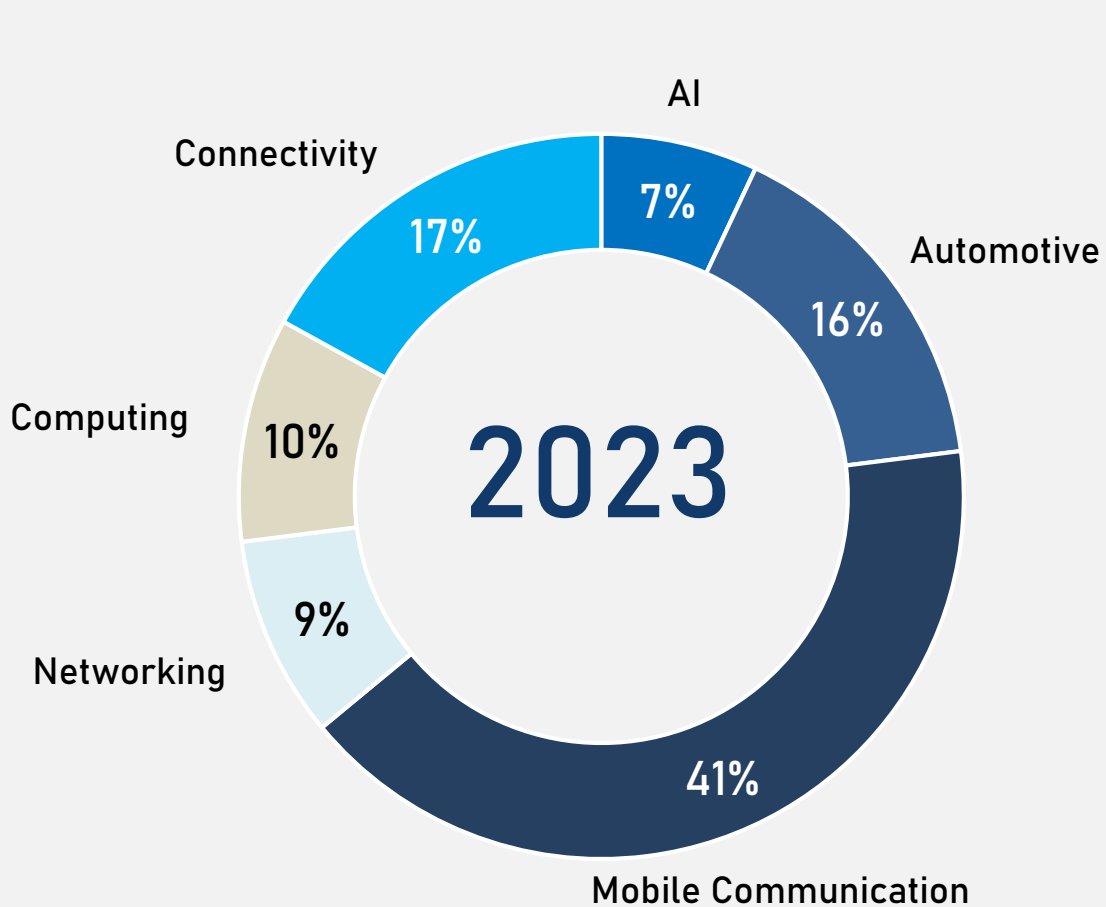 AI
Connectivity
7%
17%
Automotive
16%
Computing
10%
2023
9%
Networking
41%
Mobile Communication